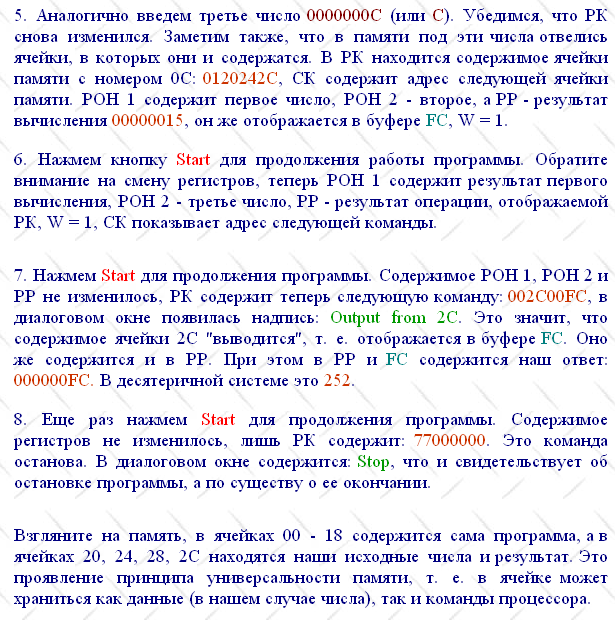 5. Аналогично введем третье число 0000000C (или C). Убедимся, что РК
снова изменился. Заметим также, что в памяти под эти числа отвелись
ячейки, в которых они и содержатся. В РК находится содержимое ячейки
памяти с номером 0C: 0120242C, СК содержит адрес следующей ячейки
памяти. РОН 1 содержит первое число, РОН 2 - второе, а РР - результат
вычисления 00000015, он же отображается в буфере FC, W = 1.
6. Нажмем кнопку Start для продолжения работы программы. Обратите
внимание на смену регистров, теперь РОН 1 содержит результат первого
вычисления, РОН 2 - третье число, РР - результат операции, отображаемой
РК, W = 1, СК показывает адрес следующей команды.
7. Нажмем Start для продолжения программы. Содержимое РОН 1, РОН 2 и
РР не изменилось, РК содержит теперь следующую команду: 002C00FC, в
диалоговом окне появилась надпись: Output from 2C. Это значит, что
содержимое ячейки 2C "выводится", т. е. отображается в буфере FC. Оно
же содержится и в РР. При этом в РР и FC содержится наш ответ:
000000FC. В десятеричной системе это 252.
8. Еще раз нажмем Start для продолжения программы. Содержимое
регистров не изменилось, лишь РК содержит: 77000000. Это команда
останова. В диалоговом окне содержится: Stop, что и свидетельствует об
остановке программы, а по существу о ее окончании.
Взгляните на память, в ячейках 00 - 18 содержится сама программа, а в
ячейках 20, 24, 28, 2C находятся наши исходные числа и результат. Это
проявление принципа универсальности памяти, т. е. в ячейке может
храниться как данные (в нашем случае числа), так и команды процессора.